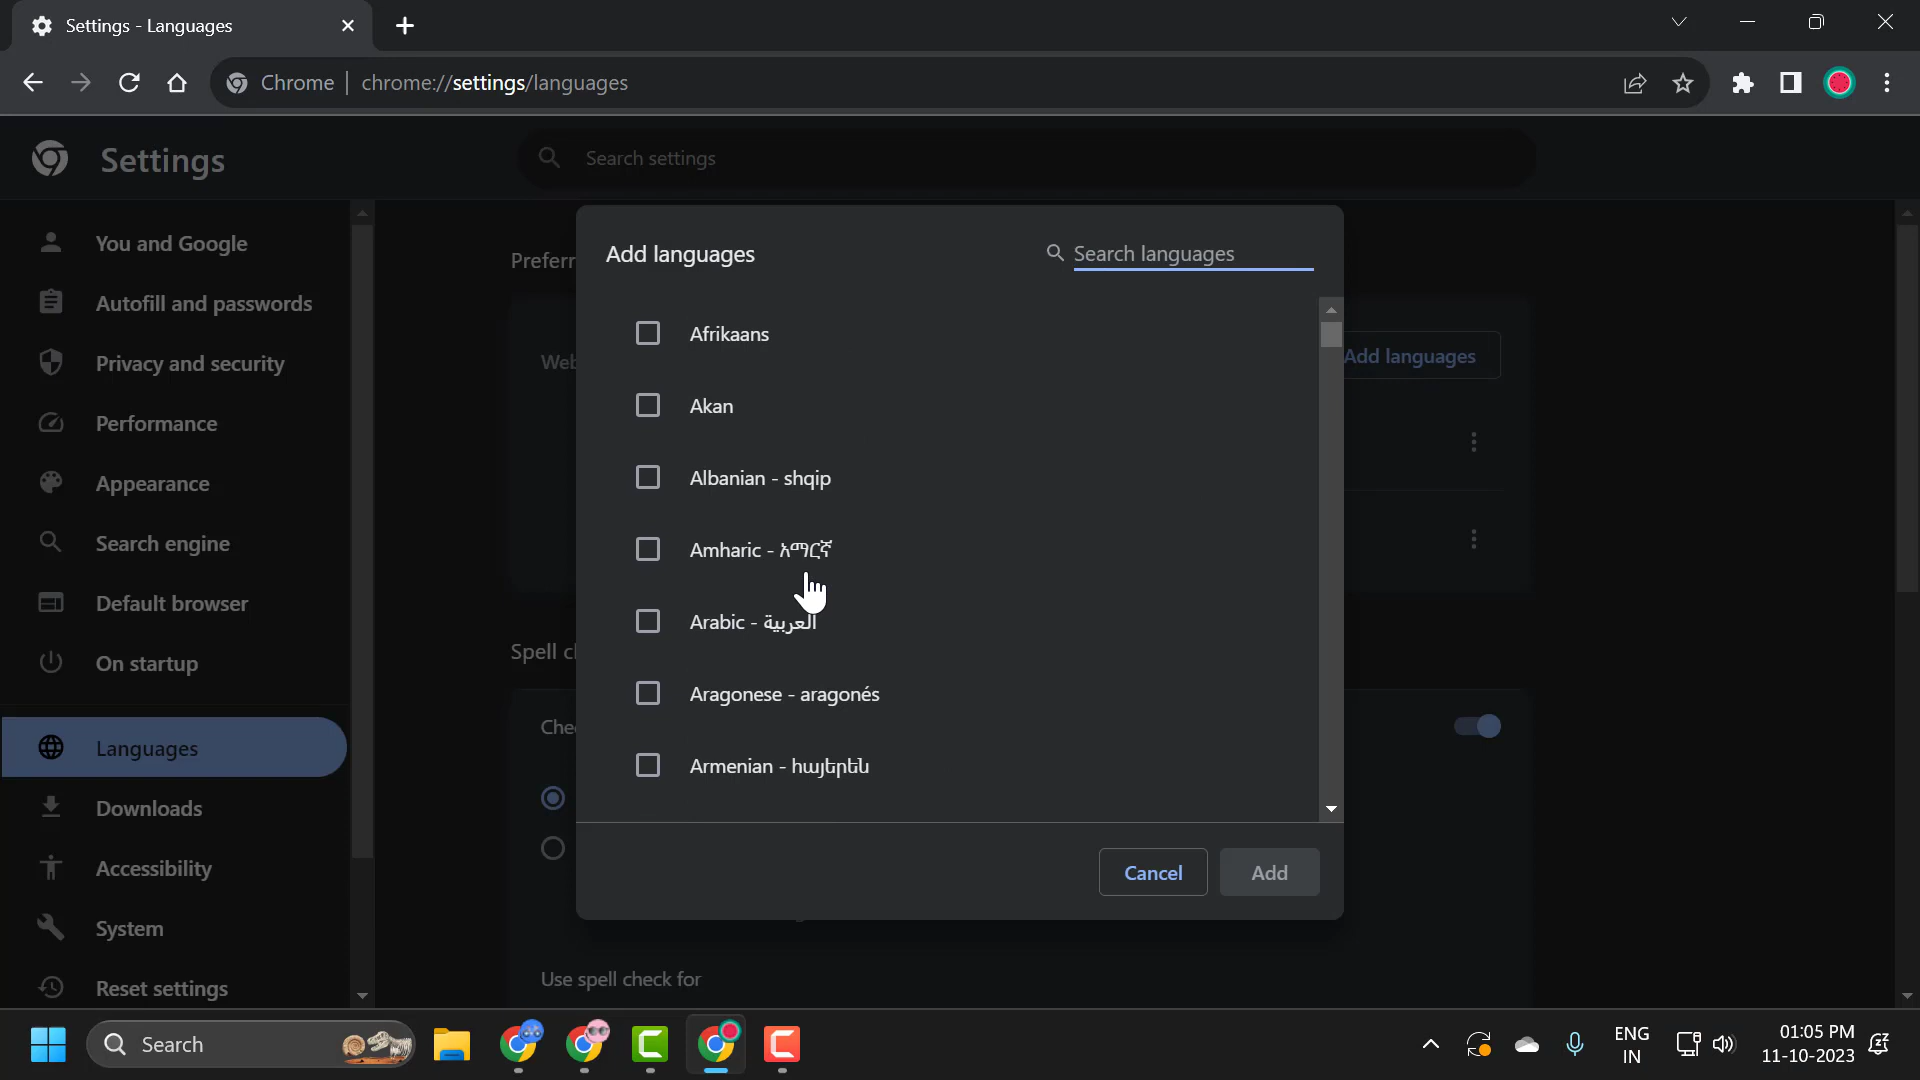 Settings - Languages
Chrome chrome://settings/languages
Settings
Search settings
You and Google
Autofill and passwords
Privacy and security
Performance
Appearance
Search engine
Default browser
On startup
Languages
Downloads
Accessibility
System
Reset settings
Preferr
Web
Add languages
Spell c
Che
Use spell check for
Add languages
Search languages
Afrikaans
Akan
Albanian - shqip
Amharic - አማርኛ
Arabic - العربية
Aragonese - aragonés
Armenian - հայերեն
Cancel
Add
Search
ENG
IN
01:05 PM
11-10-2023